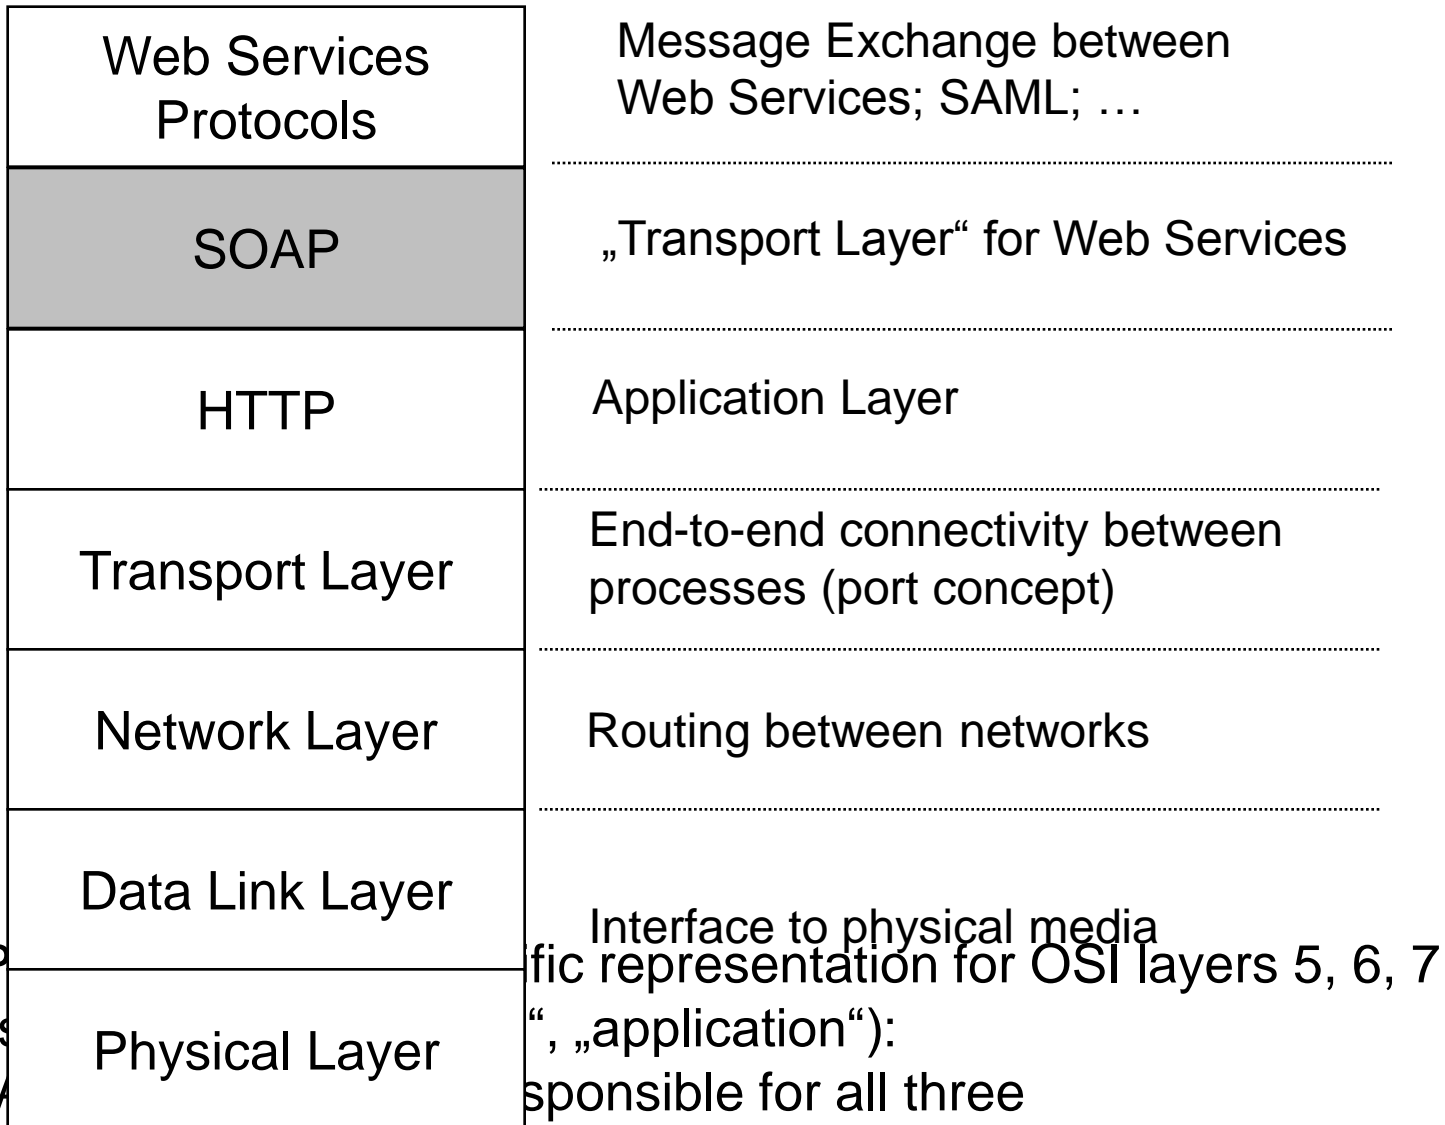 Web Services
Protocols
Message Exchange between
Web Services; SAML; …
SOAP
„Transport Layer“ for Web Services
HTTP
Application Layer
Transport Layer
End-to-end connectivity between
processes (port concept)
Network Layer
Routing between networks
Data Link Layer
Interface to physical media
representation for OSI layers 5, 6, 7
Physical Layer
“, „application“):
for all three